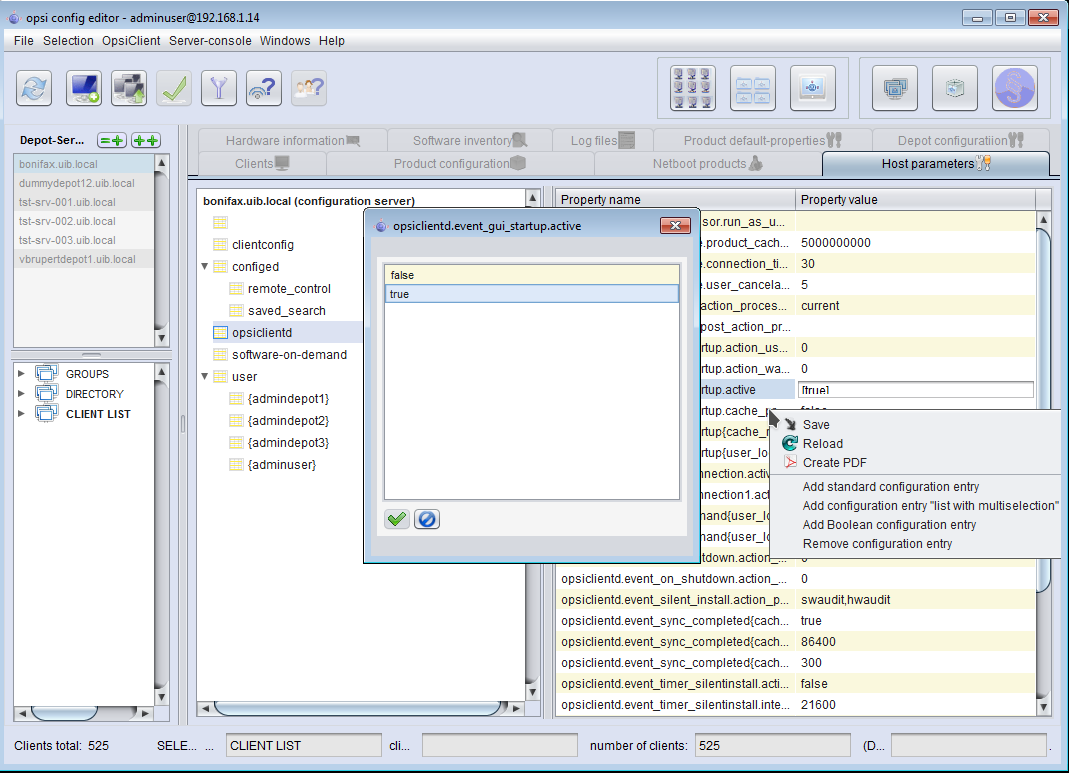 opsi config editor - adminuser@192.168.1.14
File Selection OpsiClient Server-console Windows Help
Depot-Ser...
bonifax.uib.local
dummydepot12.uib.local
tst-srv-001.uib.local
tst-srv-002.uib.local
tst-srv-003.uib.local
vbrupertdepot1.uib.local
GROUPS
DIRECTORY
CLIENT LIST
Hardware information Software inventory Log files Product default-properties Depot configuration
Clients Product configuration Netboot products Host parameters
bonifax.uib.local (configuration server)
clientconfig
configed
remote_control
saved_search
opsiclientd
software-on-demand
user
{admindepot1}
{admindepot2}
{admindepot3}
{adminuser}
opsiclientd.event_gui_startup.active
false
true
Property name Property value
sor.run_as_u...
e.product_cach... 5000000000
e.connection_ti... 30
e.user_cancela... 5
action_proces... current
post_action_pr...
rtup.action_us... 0
rtup.action_wa... 0
rtup.active [true]
rtup.cache_p... false
rtup{cache_r
rtup{user_lo
nnection.activ
nnection1.act
mand{user_lo
mand{user_lo
tdown.action_... 0
opsiclientd.event_on_shutdown.action_... 0
opsiclientd.event_silent_install.action_p... swaudit,hwaudit
opsiclientd.event_sync_completed{cach... true
opsiclientd.event_sync_completed{cach... 86400
opsiclientd.event_sync_completed{cach... 300
opsiclientd.event_timer_silentinstall.acti... false
opsiclientd.event_timer_silentinstall.inte... 21600
Save
Reload
Create PDF
Add standard configuration entry
Add configuration entry "list with multiselection"
Add Boolean configuration entry
Remove configuration entry
Clients total: 525 SELE... ... CLIENT LIST cli... number of clients: 525 (D... .